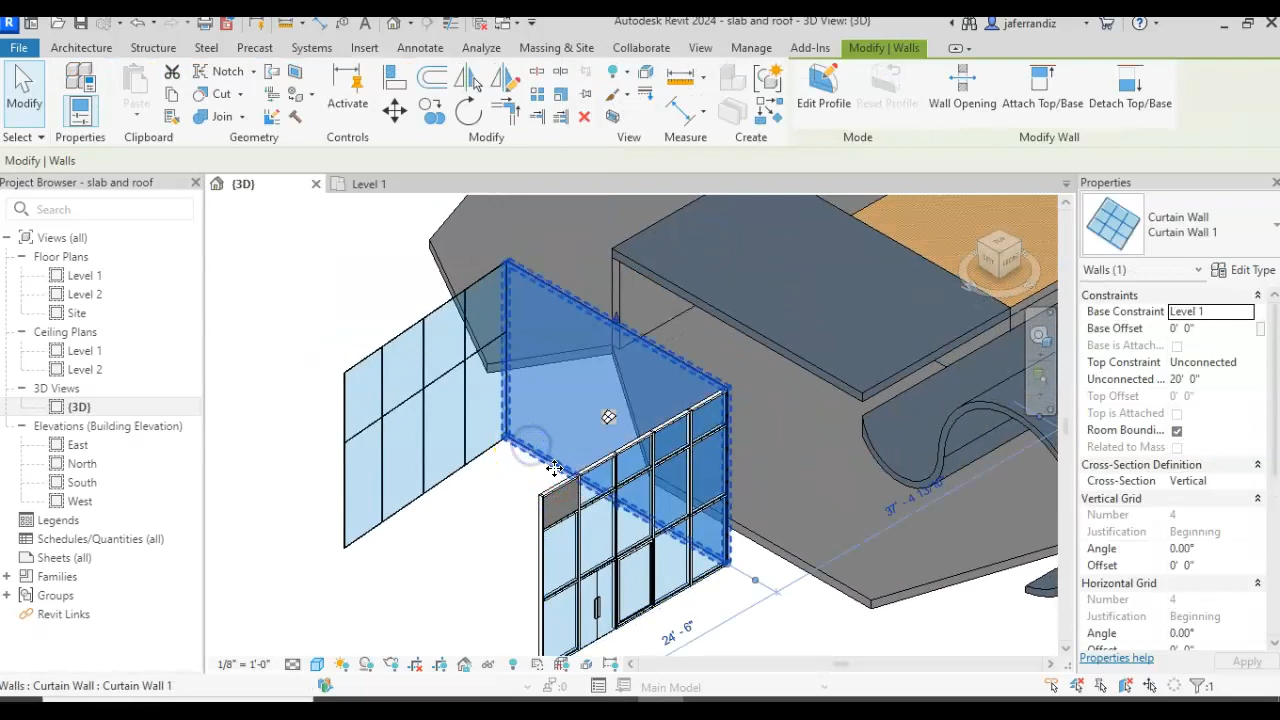 Autodesk Revit 2024 - slab and roof - 3D View: {3D}
jaferrandiz
File Architecture Structure Steel Precast Systems Insert Annotate Analyze Massing & Site Collaborate View Manage Add-Ins Modify | Walls
Modify Paste Notch Cut Join Activate Edit Profile Reset Profile Wall Opening Attach Top/Base Detach Top/Base
Select Properties Clipboard Geometry Controls Modify View Measure Create Mode Modify Wall
Modify | Walls
Project Browser - slab and roof
Search
Views (all)
Floor Plans
Level 1
Level 2
Site
Ceiling Plans
Level 1
Level 2
3D Views
{3D}
Elevations (Building Elevation)
East
North
South
West
Legends
Schedules/Quantities (all)
Sheets (all)
Families
Groups
Revit Links
{3D}
Level 1
TOP
24' - 6"
1/8" = 1'-0"
Properties
Curtain Wall
Curtain Wall 1
Walls (1)
Edit Type
Constraints
Base Constraint Level 1
Base Offset 0' 0"
Base is Attach...
Top Constraint Unconnected
Unconnected ... 20' 0"
Top Offset 0' 0"
Top is Attached
Room Boundi...
Related to Mass
Cross-Section Definition
Cross-Section Vertical
Vertical Grid
Number 4
Justification Beginning
Angle 0.00°
Offset 0' 0"
Horizontal Grid
Number 4
Justification Beginning
Angle 0.00°
Properties help
Apply
Walls : Curtain Wall : Curtain Wall 1
:0
Main Model
:1